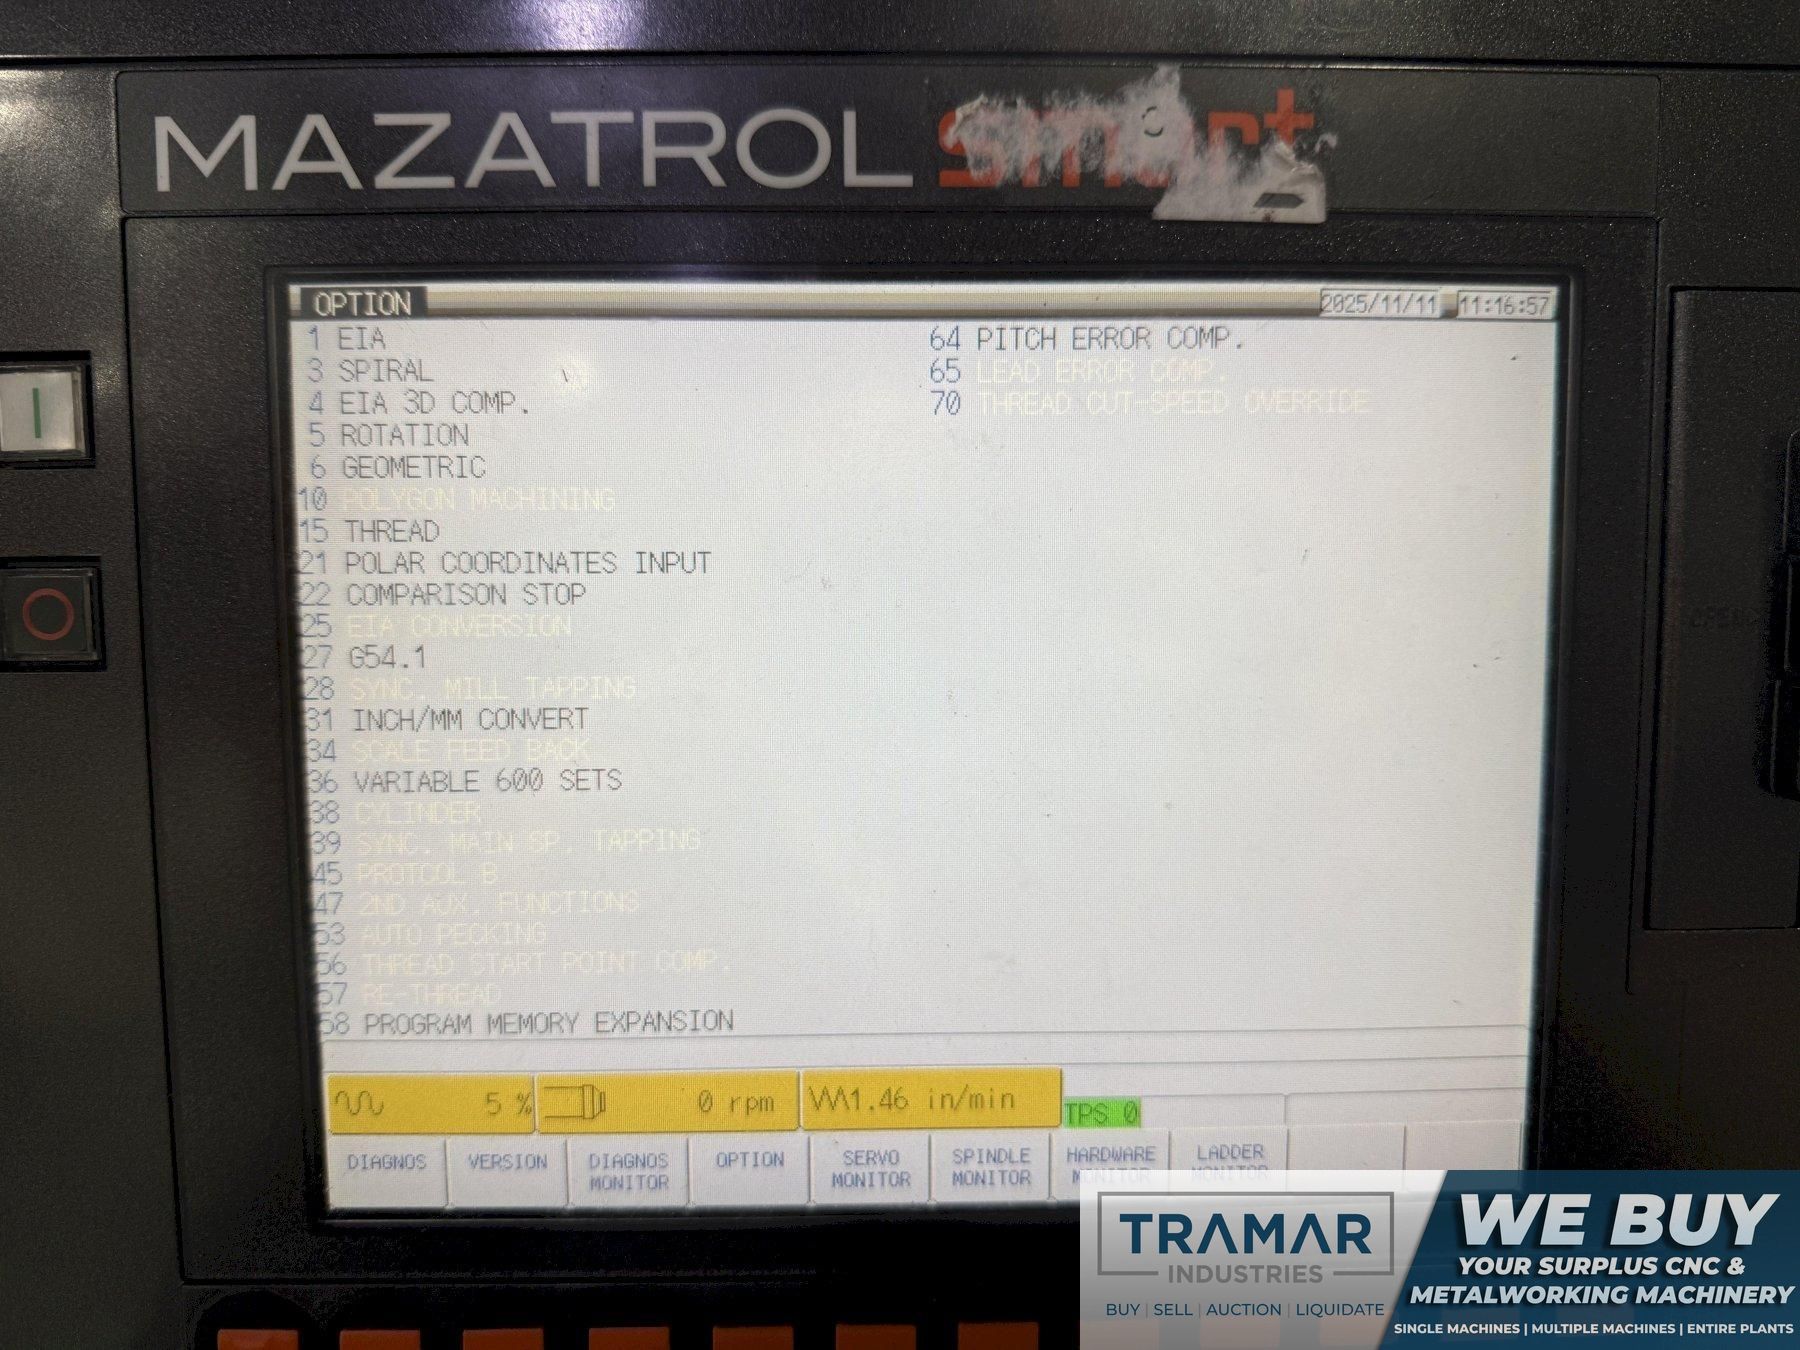 MAZATROL smart
OPTION
2025/11/11 11:16:57
1 EIA
3 SPIRAL
4 EIA 3D COMP.
5 ROTATION
6 GEOMETRIC
10 POLYGON MACHINING
15 THREAD
21 POLAR COORDINATES INPUT
22 COMPARISON STOP
25 EIA CONVERSION
27 G54.1
28 SYNC. MILL TAPPING
31 INCH/MM CONVERT
34 SCALE FEED BACK
36 VARIABLE 600 SETS
38 CYLINDER
39 SYNC. MAIN SP. TAPPING
45 PROTCOL B
47 2ND AUX. FUNCTIONS
53 AUTO PECKING
56 THREAD START POINT COMP.
57 RE-THREAD
58 PROGRAM MEMORY EXPANSION
64 PITCH ERROR COMP.
65 LEAD ERROR COMP.
70 THREAD CUT-SPEED OVERRIDE
5 %
0 rpm
1.46 in/min
TPS 0
DIAGNOS
VERSION
DIAGNOS
MONITOR
OPTION
SERVO
MONITOR
SPINDLE
MONITOR
HARDWARE
MONITOR
LADDER
MONITOR
OPEN
TRAMAR
INDUSTRIES
BUY | SELL | AUCTION | LIQUIDATE
WE BUY
YOUR SURPLUS CNC &
METALWORKING MACHINERY
SINGLE MACHINES | MULTIPLE MACHINES | ENTIRE PLANTS